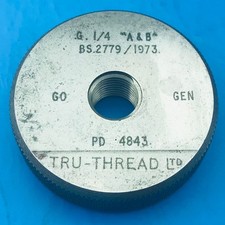 G. 1/4 "A & B"
BS.2779/1973.
GO GEN
PD 4843
TRU-THREAD LTD